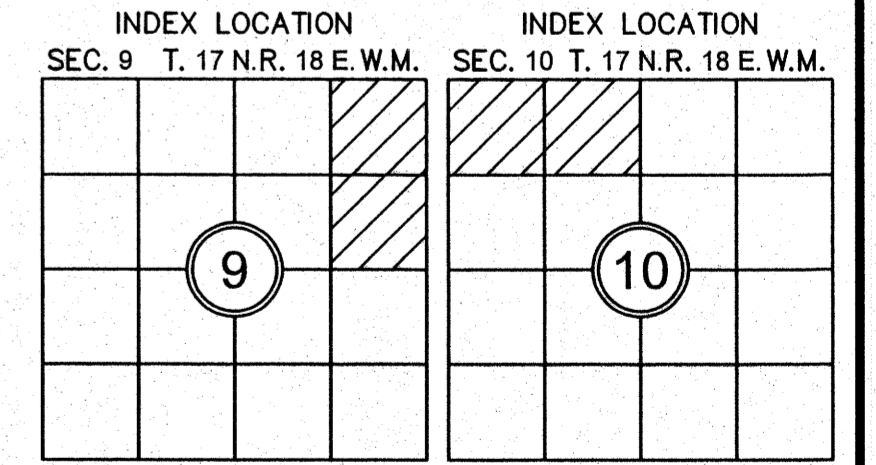 INDEX LOCATION
SEC. 9 T. 17 N.R. 18 E.W.M.
9
INDEX LOCATION
SEC. 10 T. 17 N.R. 18 E.W.M.
10